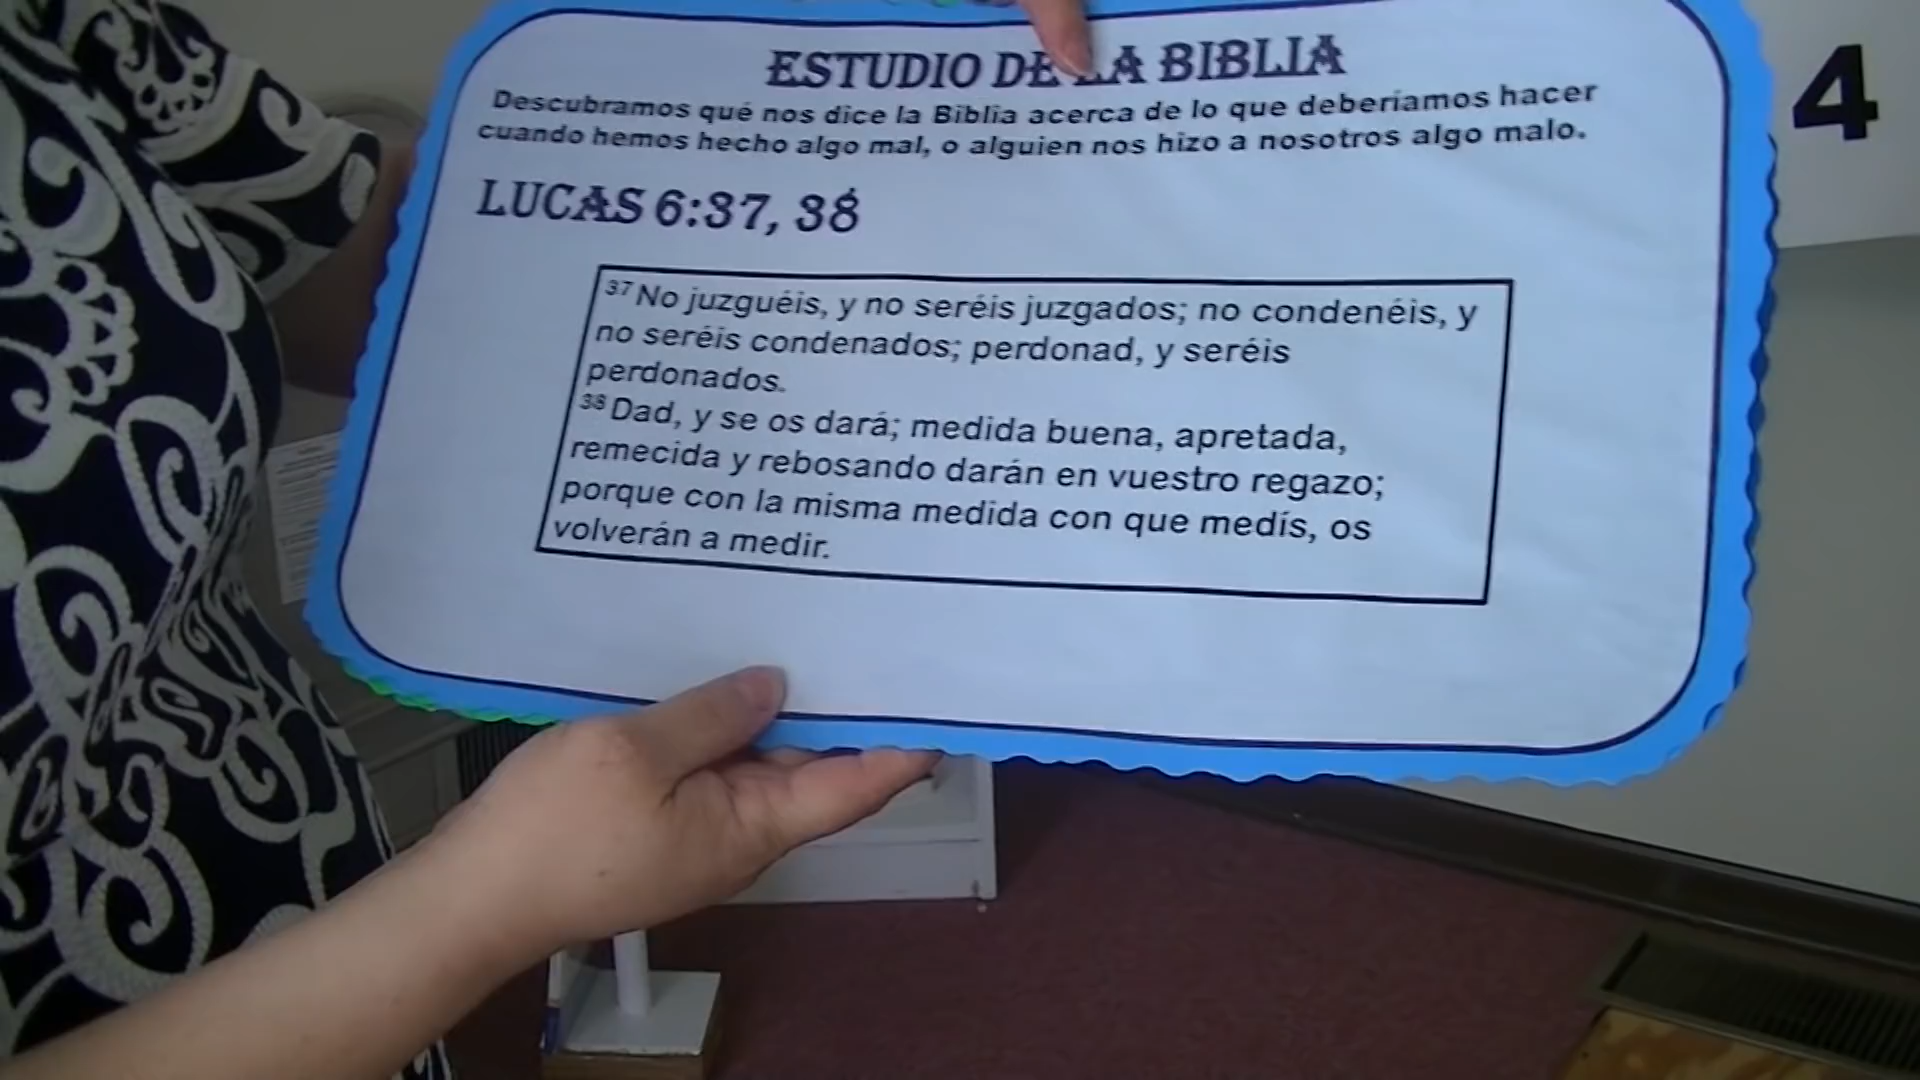 ESTUDIO DE LA BIBLIA
Descubramos qué nos dice la Biblia acerca de lo que deberíamos hacer
cuando hemos hecho algo mal, o alguien nos hizo a nosotros algo malo.
LUCAS 6:37, 38
37 No juzguéis, y no seréis juzgados; no condenéis, y
no seréis condenados; perdonad, y seréis
perdonados.
38 Dad, y se os dará; medida buena, apretada,
remecida y rebosando darán en vuestro regazo;
porque con la misma medida con que medís, os
volverán a medir.
4